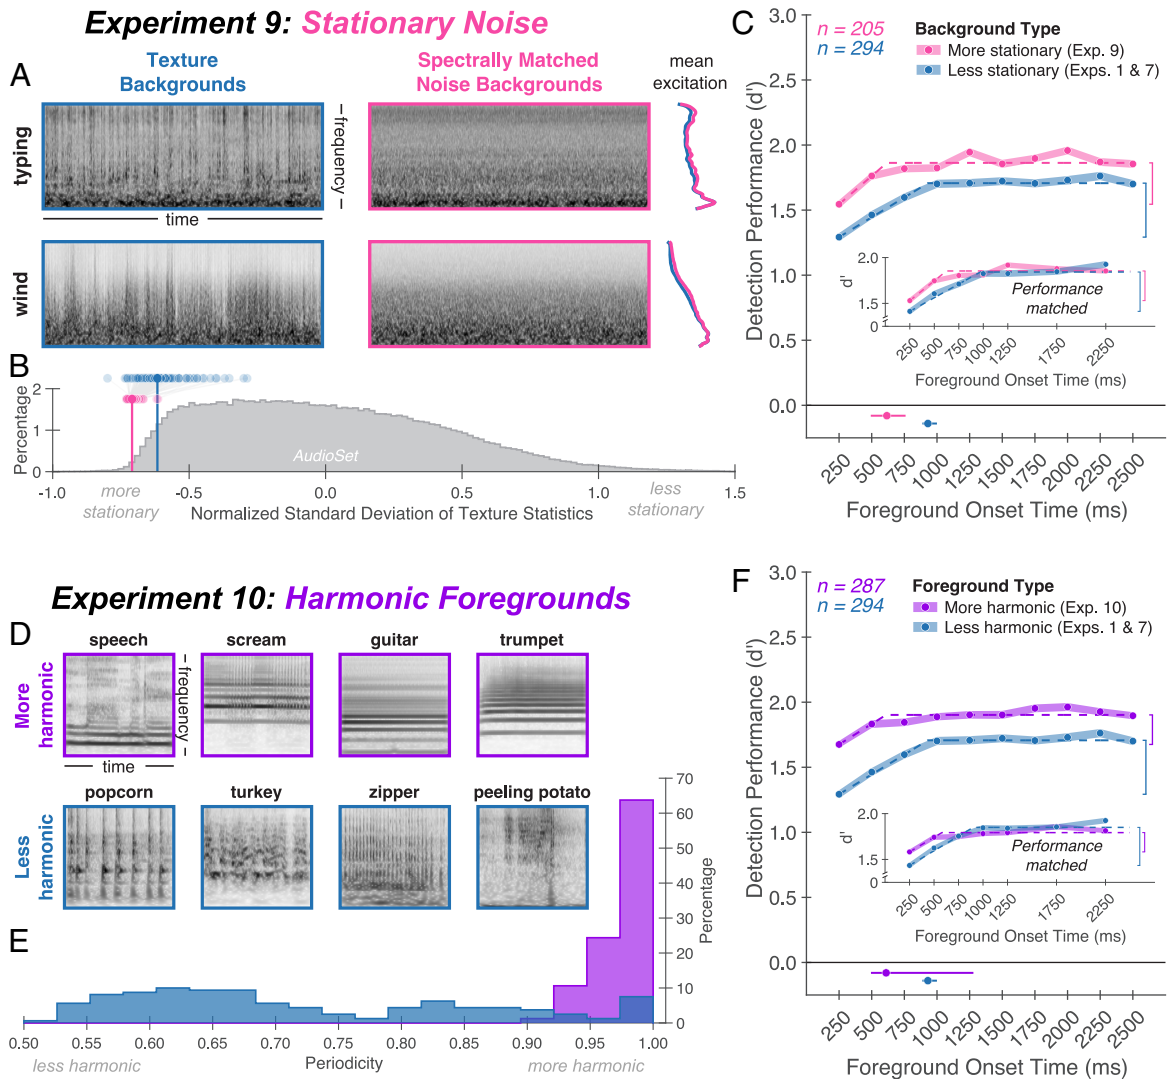 Experiment 9: Stationary Noise
A
Texture
Backgrounds
Spectrally Matched
Noise Backgrounds
mean
excitation
typing
– frequency –
time
wind
B
Percentage
2
1
0
AudioSet
-1.0
-0.5
0.0
0.5
1.0
1.5
more
stationary
less
stationary
Normalized Standard Deviation of Texture Statistics
C
n = 205
n = 294
Background Type
More stationary (Exp. 9)
Less stationary (Exps. 1 & 7)
Detection Performance (d')
3.0
2.5
2.0
1.5
1.0
0.5
0.0
d'
2.0
1.5
0
Performance
matched
250
500
750
1000
1250
1750
2250
Foreground Onset Time (ms)
250
500
750
1000
1250
1500
1750
2000
2250
2500
Foreground Onset Time (ms)
Experiment 10: Harmonic Foregrounds
D
speech
scream
guitar
trumpet
More
harmonic
– frequency –
time
popcorn
turkey
zipper
peeling potato
Less
harmonic
E
70
60
50
40
30
20
10
0
Percentage
0.50
0.55
0.60
0.65
0.70
0.75
0.80
0.85
0.90
0.95
1.00
less harmonic
Periodicity
more harmonic
F
n = 287
n = 294
Foreground Type
More harmonic (Exp. 10)
Less harmonic (Exps. 1 & 7)
Detection Performance (d')
3.0
2.5
2.0
1.5
1.0
0.5
0.0
d'
2.0
1.5
0
Performance
matched
250
500
750
1000
1250
1750
2250
Foreground Onset Time (ms)
250
500
750
1000
1250
1500
1750
2000
2250
2500
Foreground Onset Time (ms)